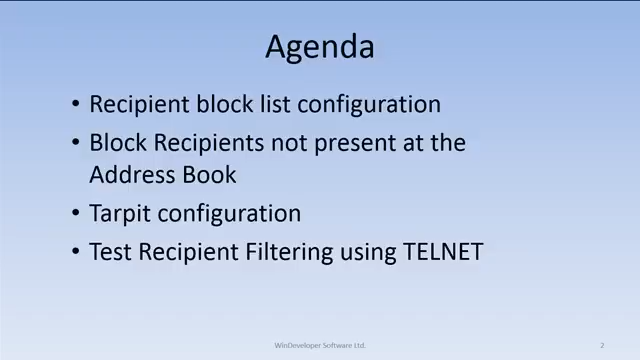 Agenda
• Recipient block list configuration
• Block Recipients not present at the
Address Book
• Tarpit configuration
• Test Recipient Filtering using TELNET
WinDeveloper Software Ltd.
2